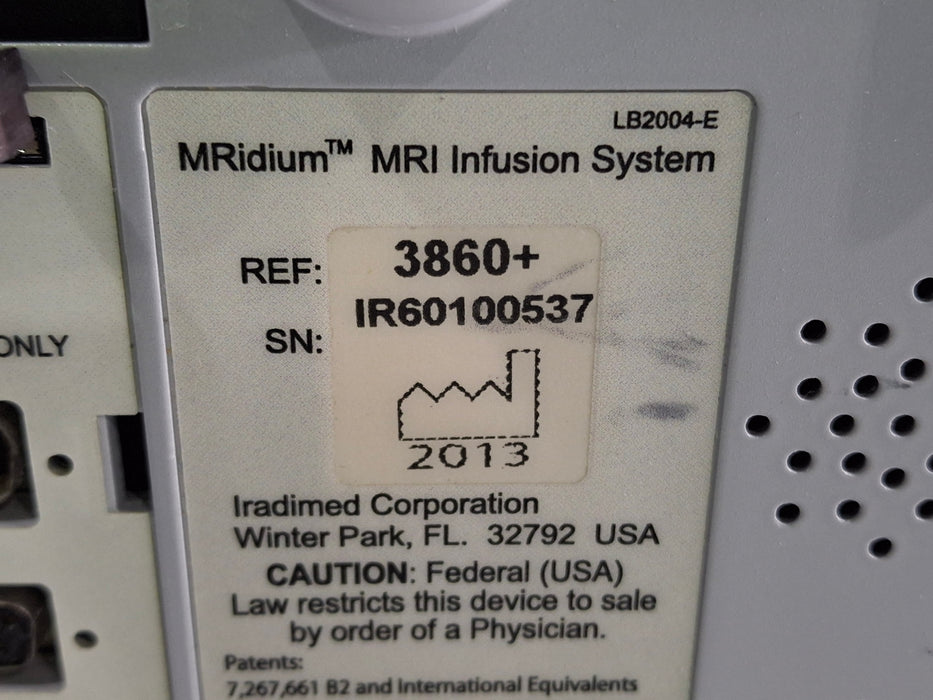 LB2004-E
MRidium™ MRI Infusion System
REF: 3860+
IR60100537
SN:
2013
ONLY
Iradimed Corporation
Winter Park, FL. 32792 USA
CAUTION: Federal (USA)
Law restricts this device to sale
by order of a Physician.
Patents:
7,267,661 B2 and International Equivalents